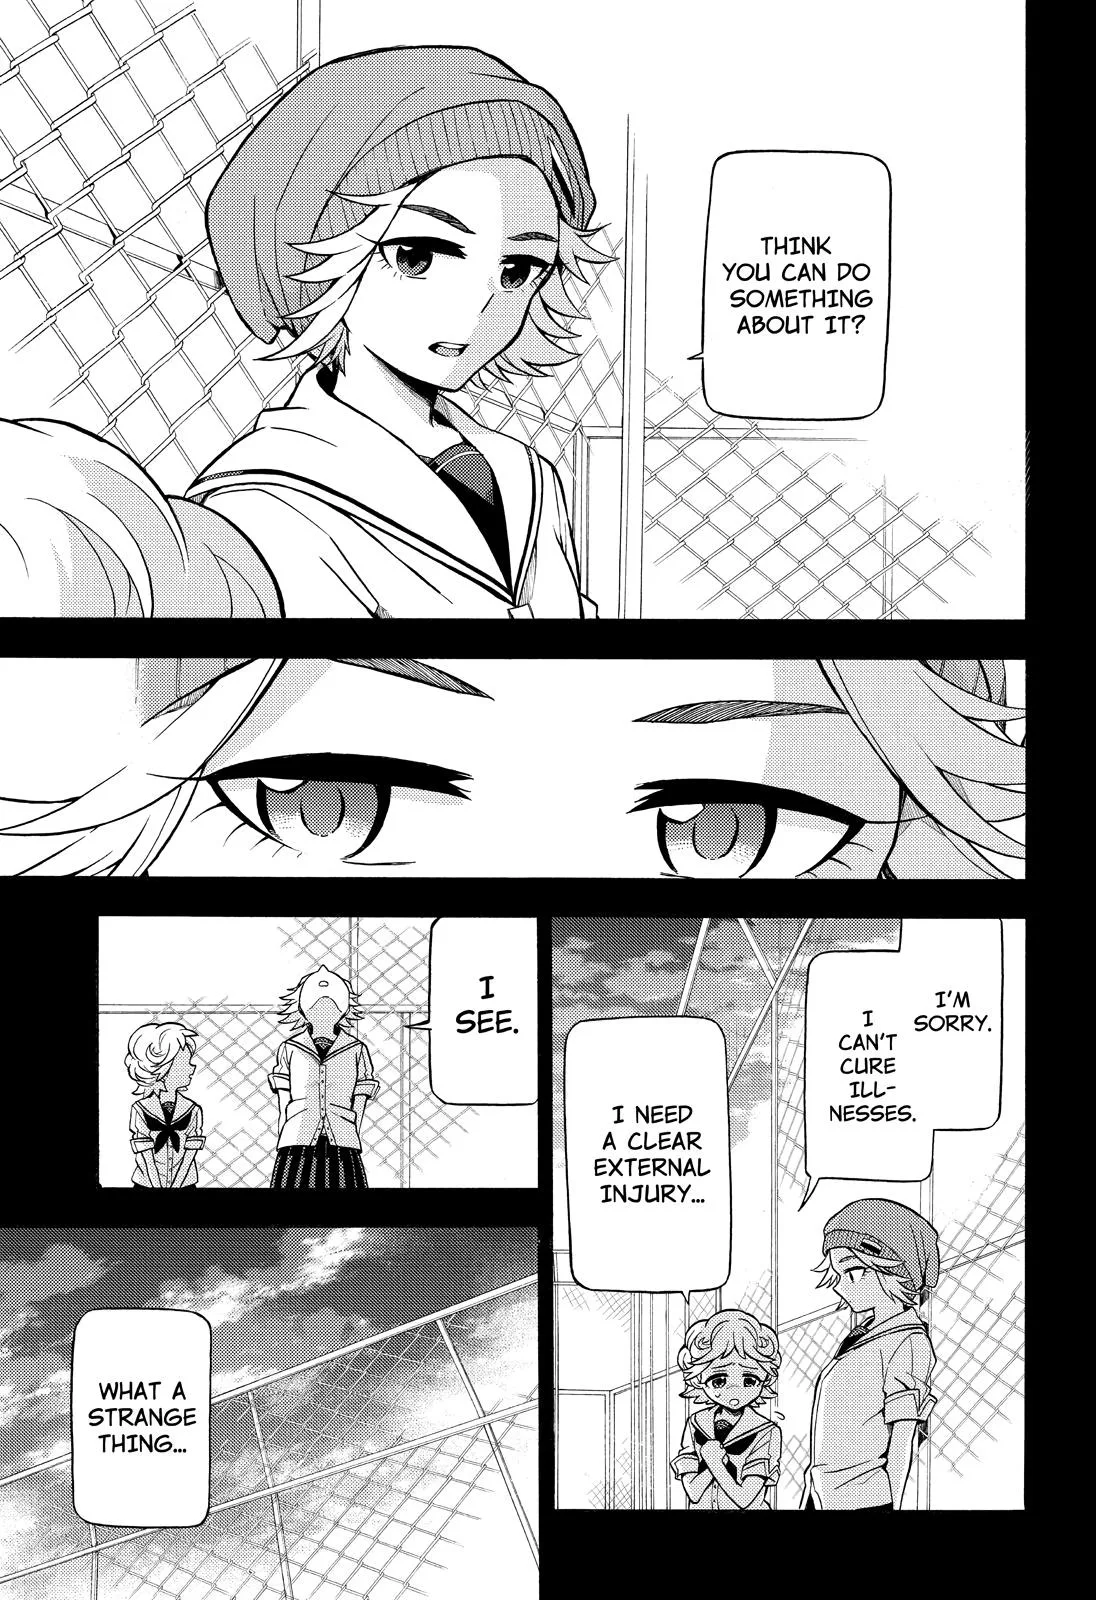 THINK
YOU CAN DO
SOMETHING
ABOUT IT?
I'M
SORRY.
I
CAN'T
CURE
ILL-
NESSES.
I NEED
A CLEAR
EXTERNAL
INJURY...
I
SEE.
WHAT A
STRANGE
THING...